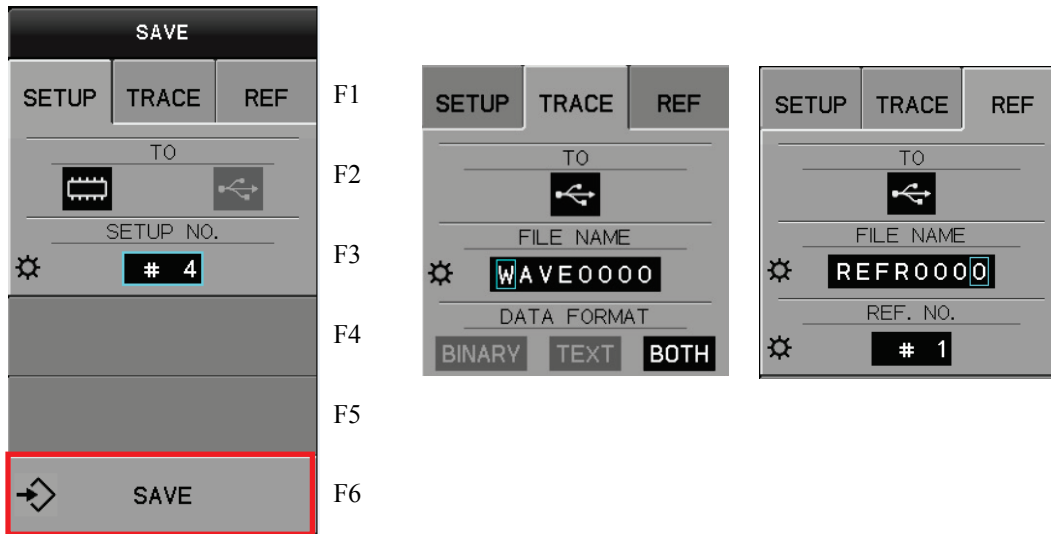 SAVE
SETUP TRACE REF F1
TO F2
SETUP NO.
# 4 F3
F4
F5
SAVE F6
SETUP TRACE REF
TO
FILE NAME
WAVE0000
DATA FORMAT
BINARY TEXT BOTH
SETUP TRACE REF
TO
FILE NAME
REFR0000
REF. NO.
# 1